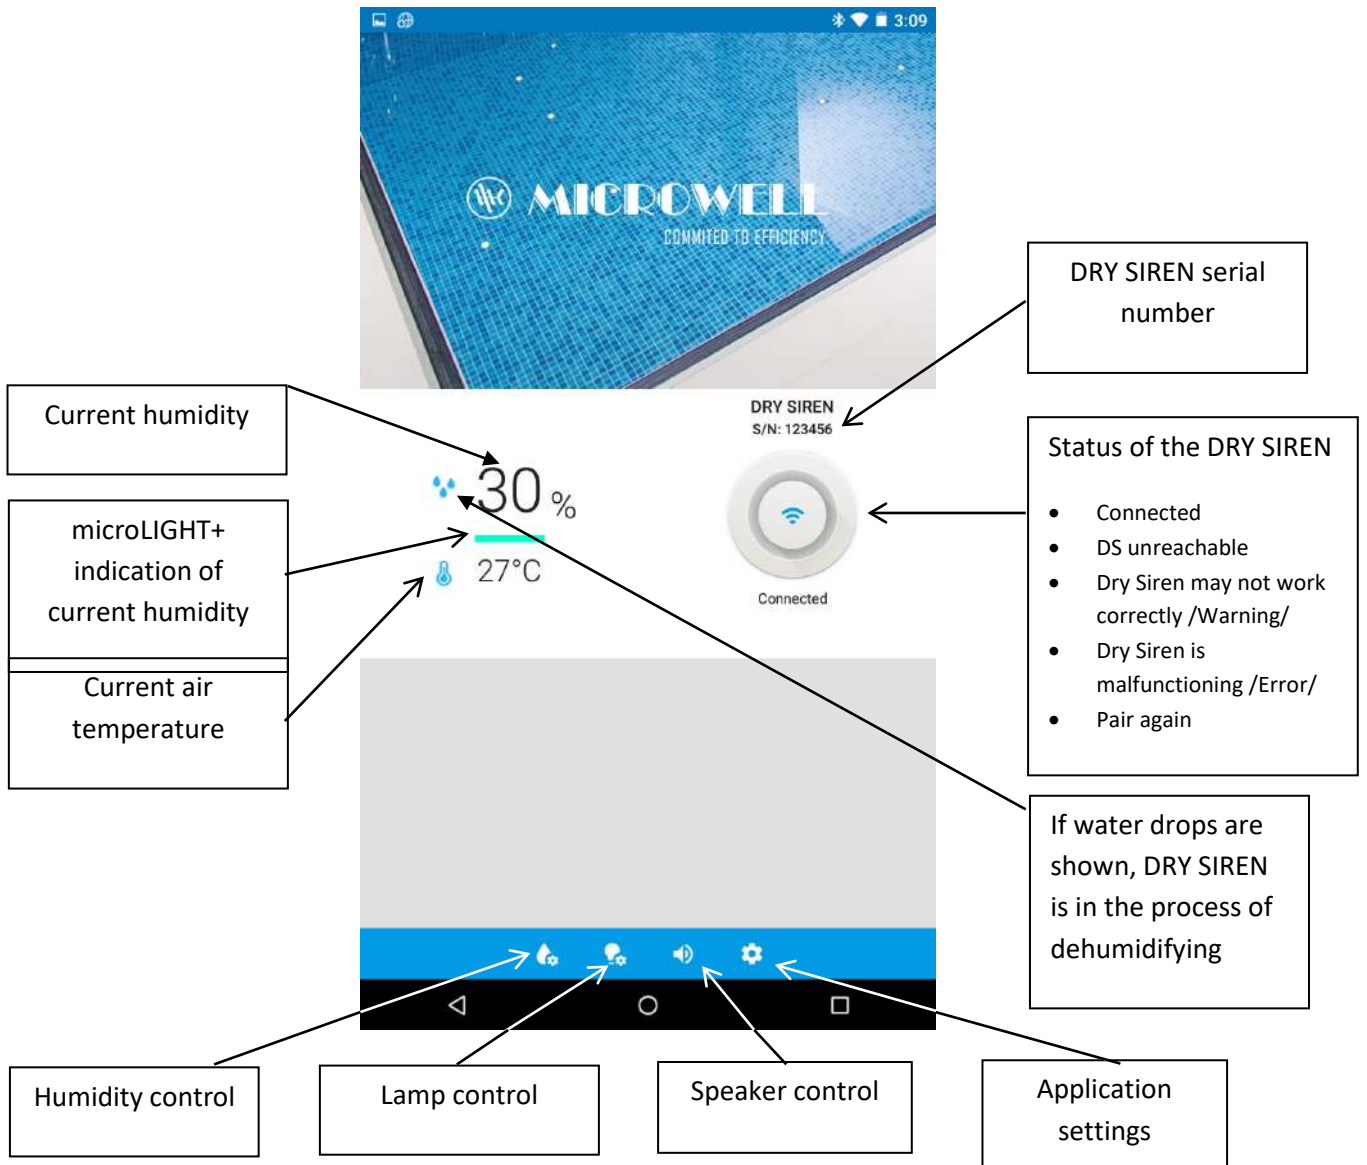 3:09
MICROWELL
COMMITED TO EFFICIENCY
DRY SIREN serial
number
DRY SIREN
S/N: 123456
Current humidity
30 %
Status of the DRY SIREN
• Connected
• DS unreachable
• Dry Siren may not work
correctly /Warning/
• Dry Siren is
malfunctioning /Error/
• Pair again
microLIGHT+
indication of
current humidity
27°C
Connected
Current air
temperature
If water drops are
shown, DRY SIREN
is in the process of
dehumidifying
Humidity control
Lamp control
Speaker control
Application
settings